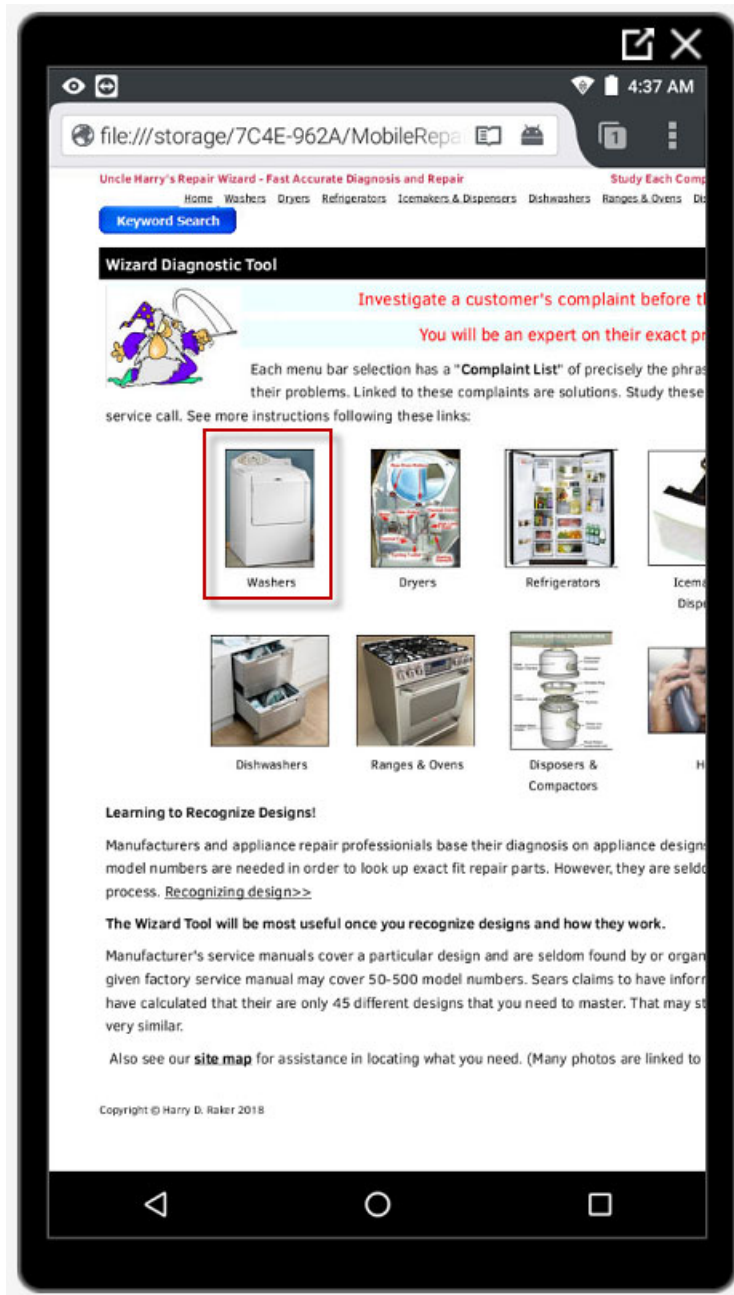 4:37 AM
file:///storage/7C4E-962A/MobileRepa
1
Uncle Harry's Repair Wizard - Fast Accurate Diagnosis and Repair Study Each Comp
Home Washers Dryers Refrigerators Icemakers & Dispensers Dishwashers Ranges & Ovens Di
Keyword Search
Wizard Diagnostic Tool
Investigate a customer's complaint before t
You will be an expert on their exact pr
Each menu bar selection has a "Complaint List" of precisely the phras
their problems. Linked to these complaints are solutions. Study these
service call. See more instructions following these links:
Washers Dryers Refrigerators Icema
Dispe
Dishwashers Ranges & Ovens Disposers & H
Compactors
Learning to Recognize Designs!
Manufacturers and appliance repair professionals base their diagnosis on appliance design
model numbers are needed in order to look up exact fit repair parts. However, they are seld
process. Recognizing design>>
The Wizard Tool will be most useful once you recognize designs and how they work.
Manufacturer's service manuals cover a particular design and are seldom found by or organ
given factory service manual may cover 50-500 model numbers. Sears claims to have inform
have calculated that their are only 45 different designs that you need to master. That may st
very similar.
Also see our site map for assistance in locating what you need. (Many photos are linked to
Copyright © Harry D. Raker 2018